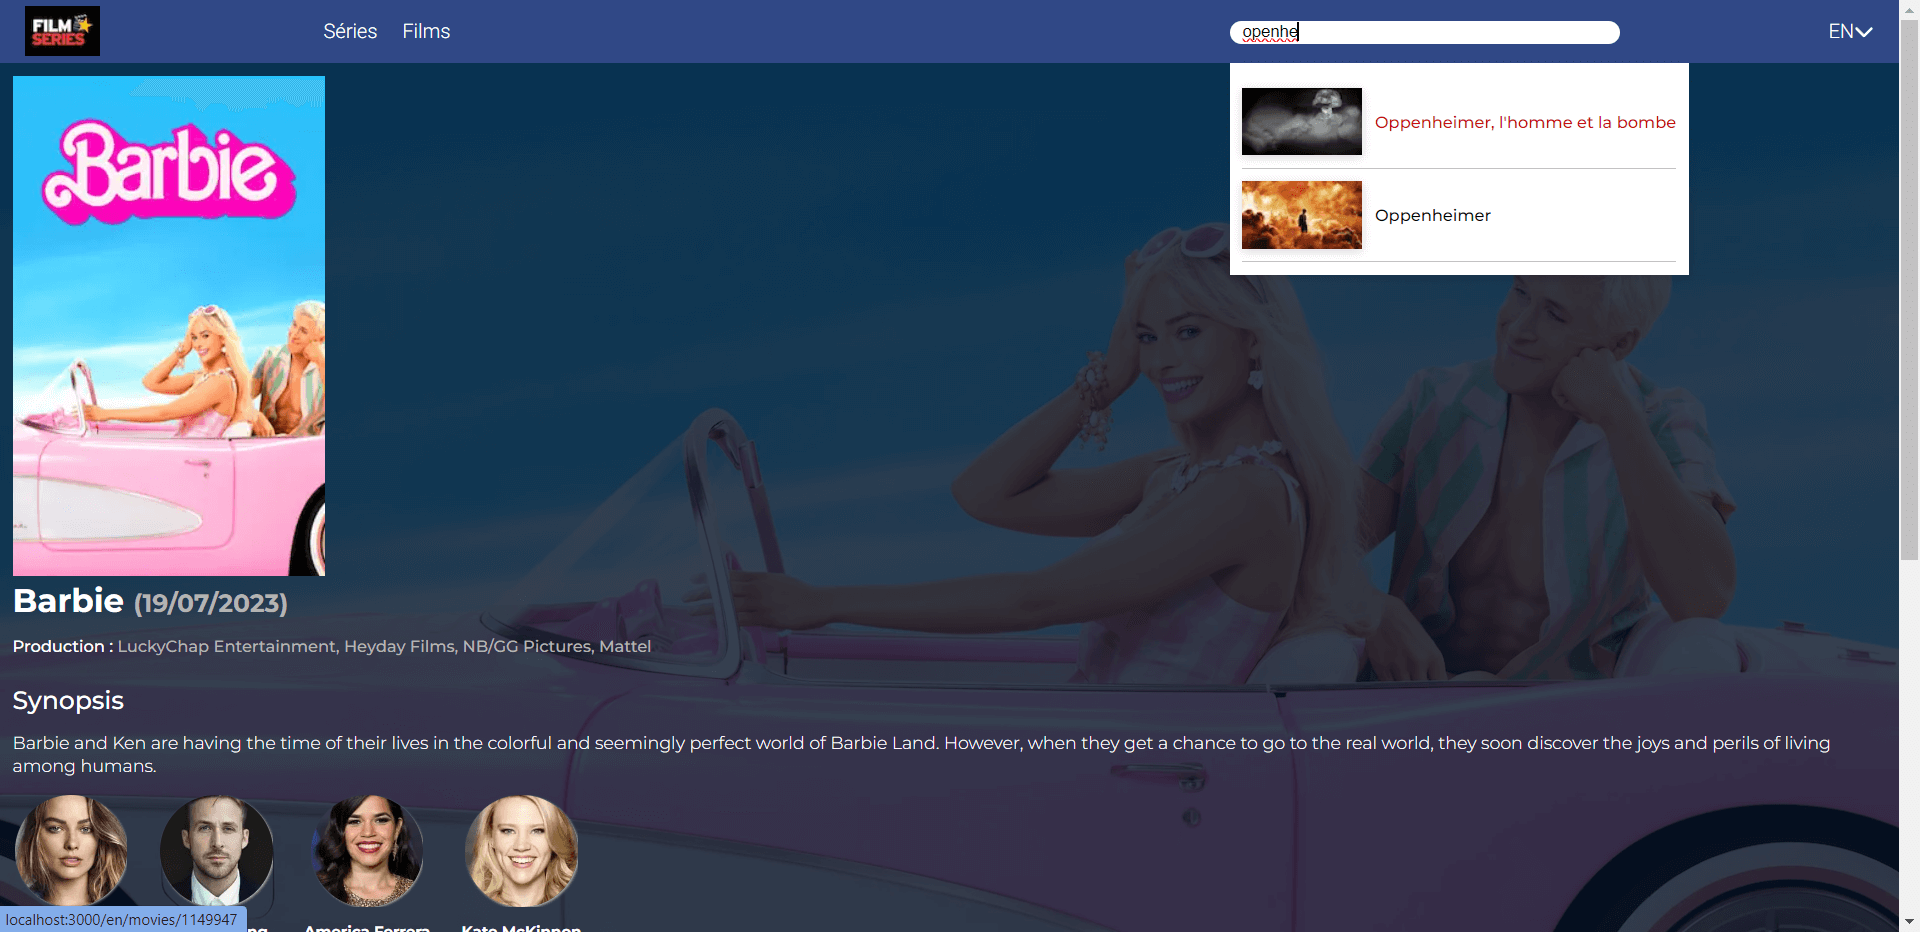 FILM
SERIES
Séries
Films
openhe
EN
Oppenheimer, l'homme et la bombe
Oppenheimer
Barbie
Barbie (19/07/2023)
Production : LuckyChap Entertainment, Heyday Films, NB/GG Pictures, Mattel
Synopsis
Barbie and Ken are having the time of their lives in the colorful and seemingly perfect world of Barbie Land. However, when they get a chance to go to the real world, they soon discover the joys and perils of living
among humans.
localhost:3000/en/movies/1149947
America Ferrera
Kate McKinnon